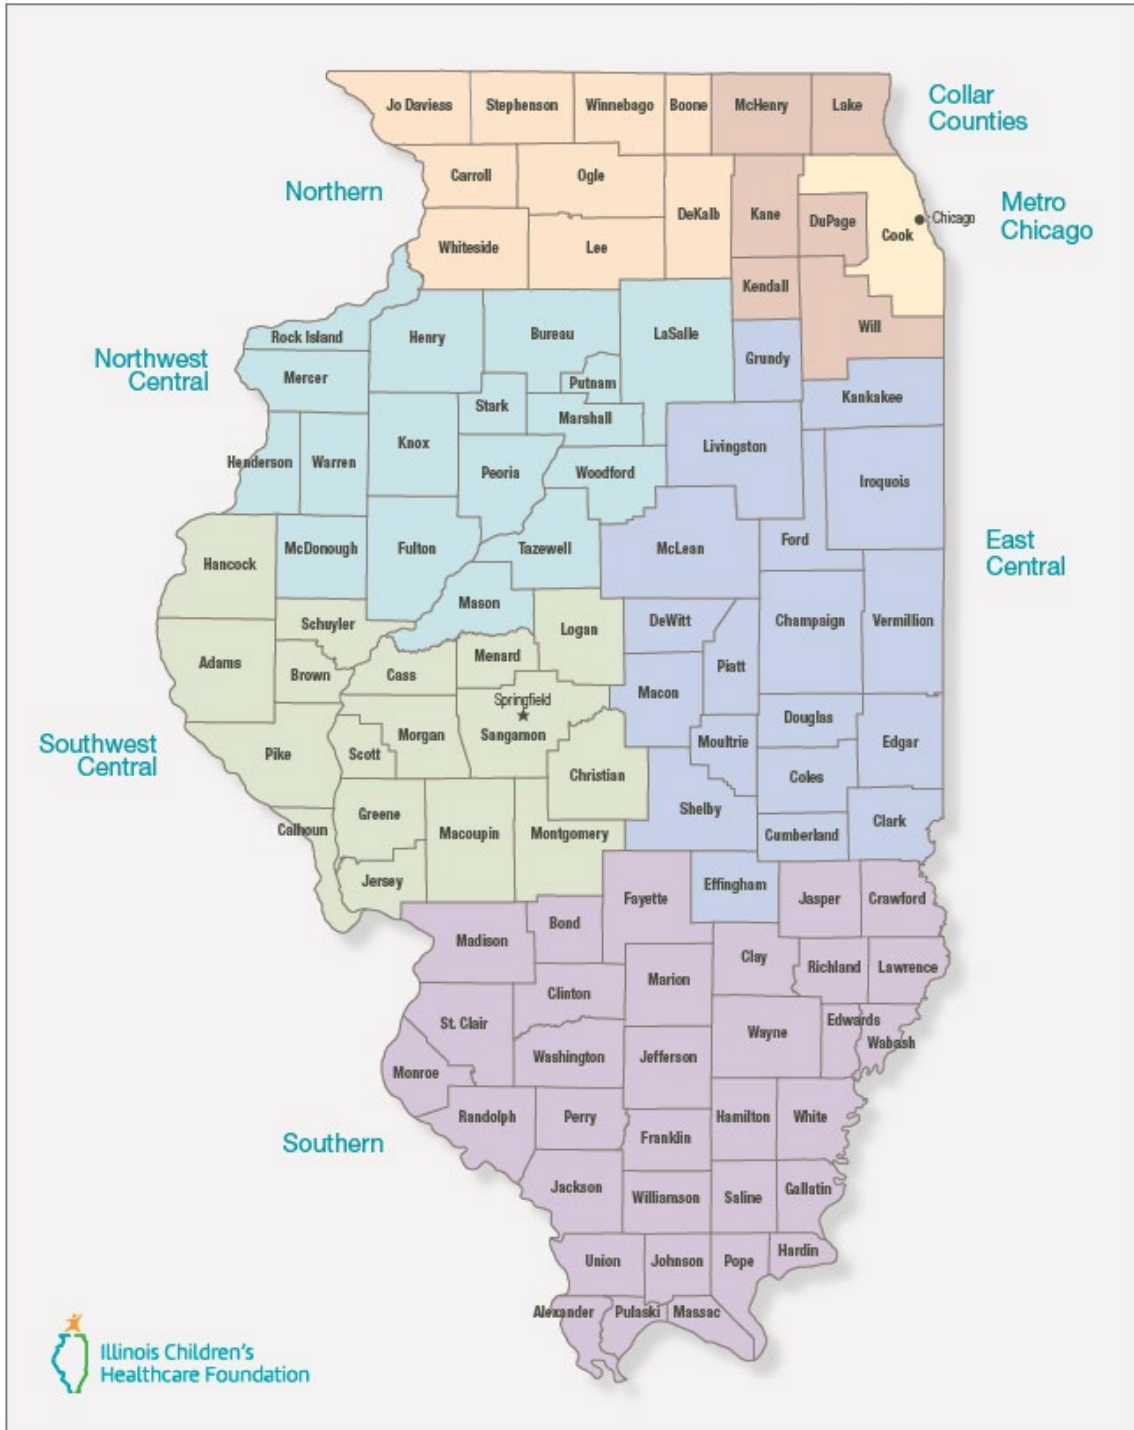 Jo Daviess
Stephenson
Winnebago
Boone
McHenry
Lake
Collar
Counties
Northern
Carroll
Ogle
DeKalb
Kane
DuPage
Cook
Chicago
Metro
Chicago
Whiteside
Lee
Kendall
Will
Northwest
Central
Rock Island
Henry
Bureau
LaSalle
Grundy
Mercer
Putnam
Kankakee
Stark
Marshall
Henderson
Warren
Knox
Peoria
Woodford
Livingston
Iroquois
Hancock
McDonough
Fulton
Tazewell
McLean
Ford
East
Central
Mason
Schuyler
Logan
DeWitt
Champaign
Vermillion
Adams
Brown
Cass
Menard
Piatt
Macon
Springfield
Southwest
Central
Pike
Scott
Morgan
Sangamon
Christian
Moultrie
Douglas
Edgar
Coles
Calhoun
Greene
Macoupin
Montgomery
Shelby
Cumberland
Clark
Jersey
Fayette
Effingham
Jasper
Crawford
Madison
Bond
Clay
Richland
Lawrence
Marion
Clinton
St. Clair
Wayne
Edwards
Wabash
Washington
Jefferson
Monroe
Randolph
Perry
Franklin
Hamilton
White
Southern
Jackson
Williamson
Saline
Gallatin
Union
Johnson
Pope
Hardin
Alexander
Pulaski
Massac
Illinois Children's
Healthcare Foundation